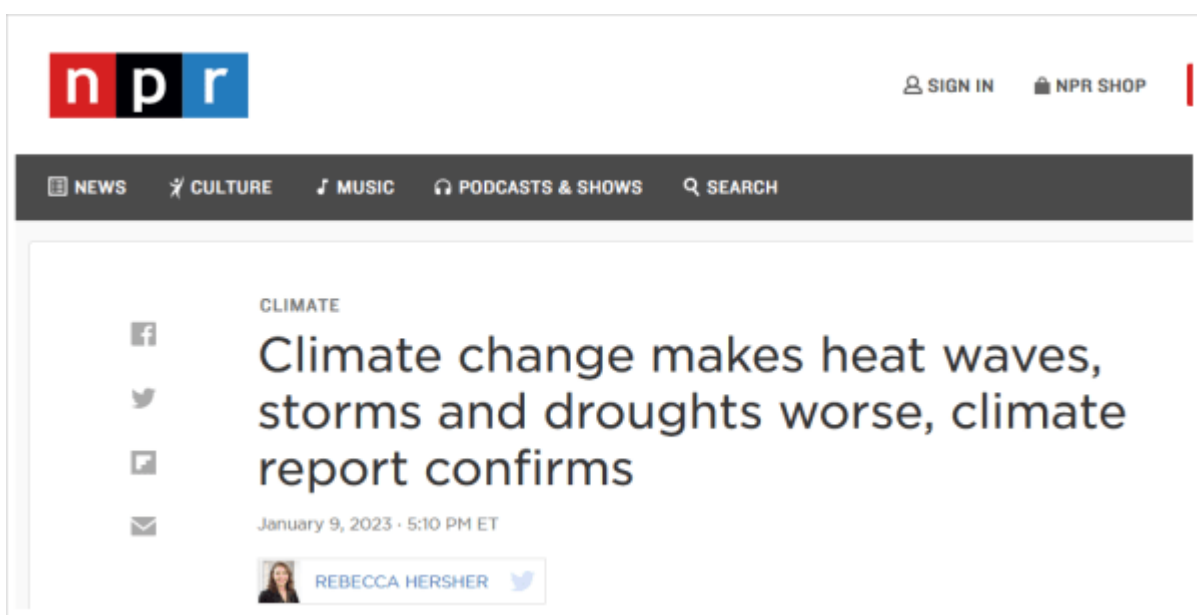 npr
SIGN IN NPR SHOP
NEWS CULTURE MUSIC PODCASTS & SHOWS SEARCH
CLIMATE
Climate change makes heat waves,
storms and droughts worse, climate
report confirms
January 9, 2023 · 5:10 PM ET
REBECCA HERSHER